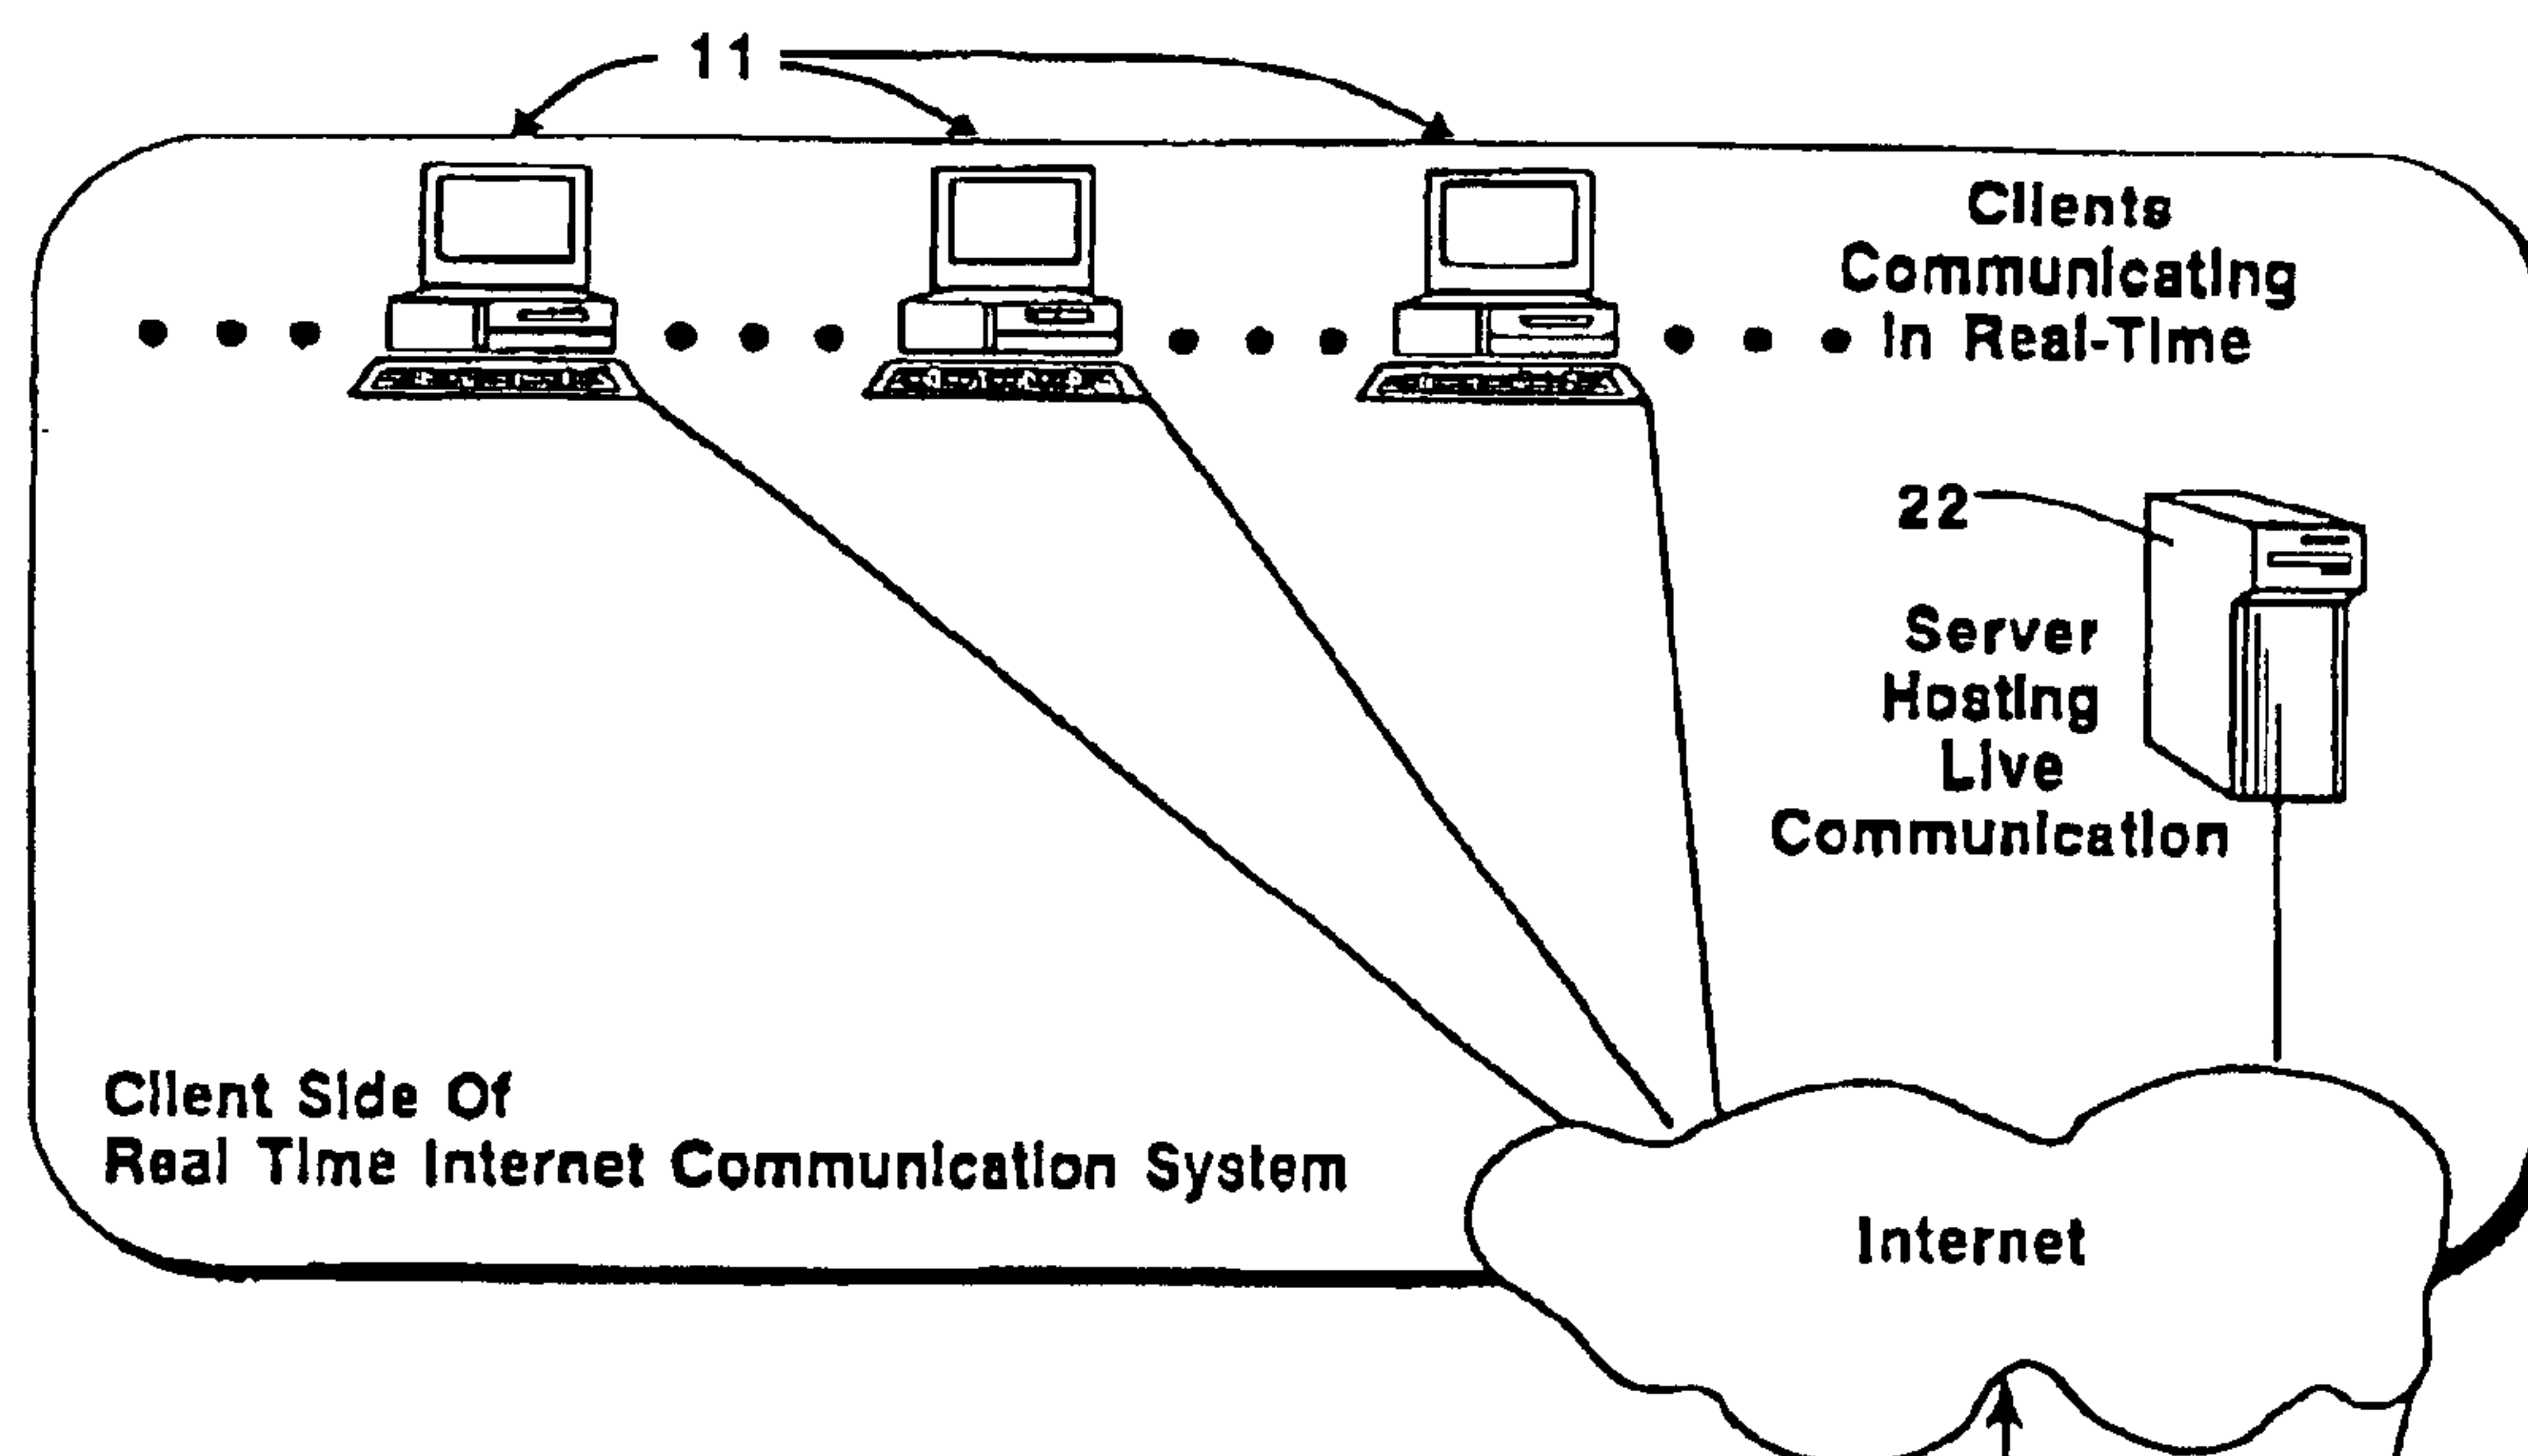 11
Clients
Communicating
In Real-Time
22
Server
Hosting
Live
Communication
Client Side Of
Real Time Internet Communication System
Internet